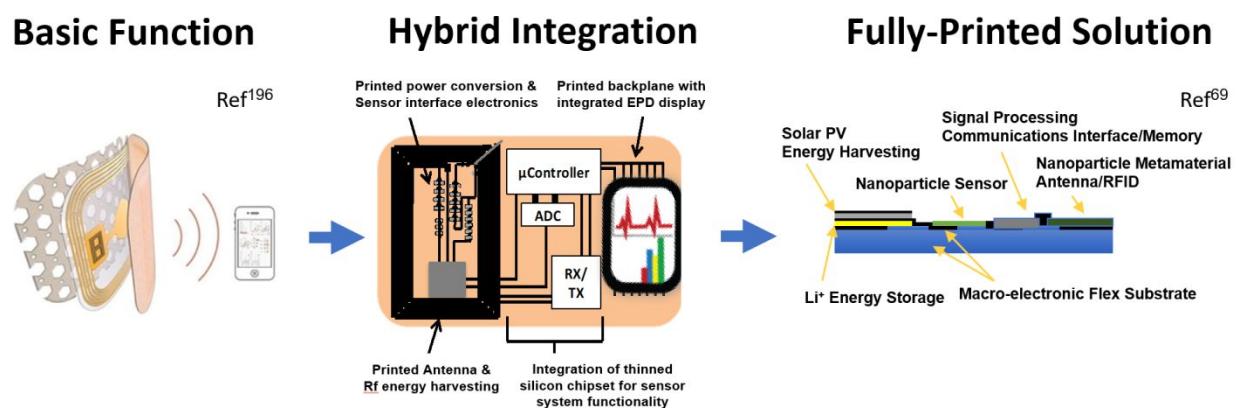 Basic Function
Hybrid Integration
Fully-Printed Solution
Ref196
Printed power conversion &
Sensor interface electronics
Printed backplane with
integrated EPD display
µController
ADC
RX/
TX
Printed Antenna &
Rf energy harvesting
Integration of thinned
silicon chipset for sensor
system functionality
Ref69
Solar PV
Energy Harvesting
Signal Processing
Communications Interface/Memory
Nanoparticle Sensor
Nanoparticle Metamaterial
Antenna/RFID
Li⁺ Energy Storage
Macro-electronic Flex Substrate